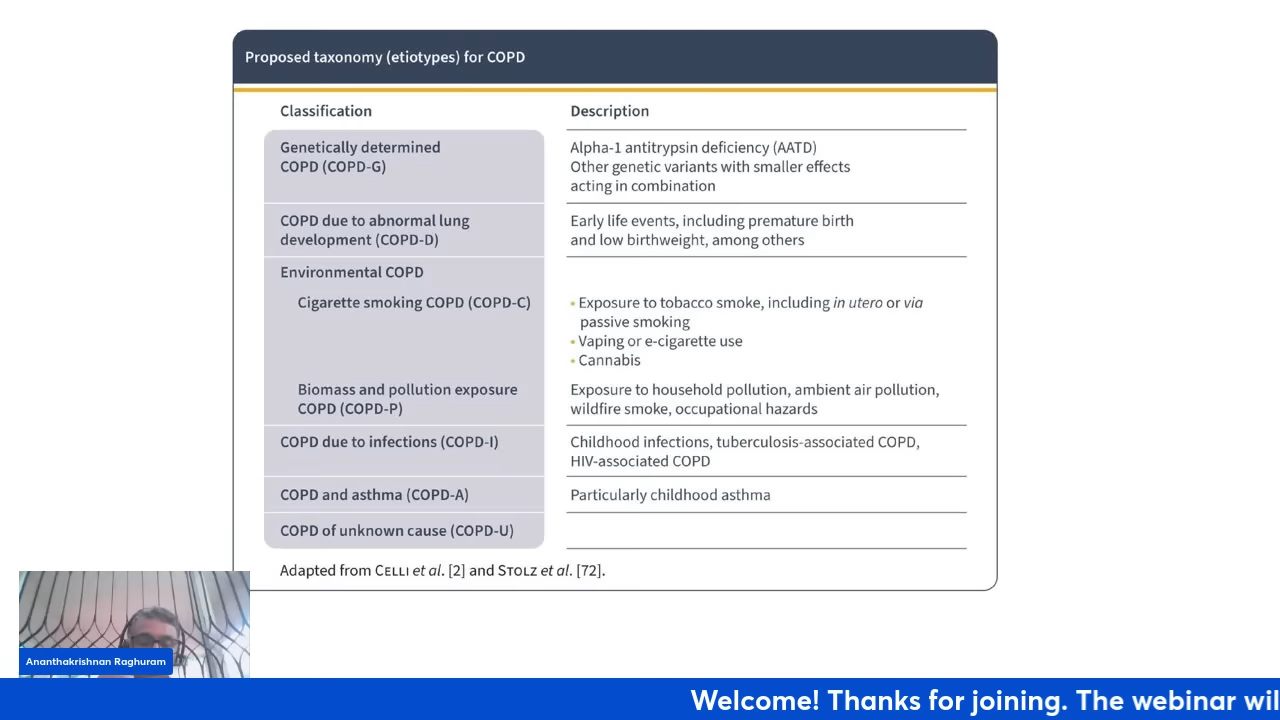 Proposed taxonomy (etiotypes) for COPD
Classification
Description
Genetically determined
COPD (COPD-G)
Alpha-1 antitrypsin deficiency (AATD)
Other genetic variants with smaller effects
acting in combination
COPD due to abnormal lung
development (COPD-D)
Early life events, including premature birth
and low birthweight, among others
Environmental COPD
Cigarette smoking COPD (COPD-C)
• Exposure to tobacco smoke, including in utero or via
passive smoking
• Vaping or e-cigarette use
• Cannabis
Biomass and pollution exposure
COPD (COPD-P)
Exposure to household pollution, ambient air pollution,
wildfire smoke, occupational hazards
COPD due to infections (COPD-I)
Childhood infections, tuberculosis-associated COPD,
HIV-associated COPD
COPD and asthma (COPD-A)
Particularly childhood asthma
COPD of unknown cause (COPD-U)
Adapted from CELLI et al. [2] and STOLZ et al. [72].
Ananthakrishnan Raghuram
Welcome! Thanks for joining. The webinar wil